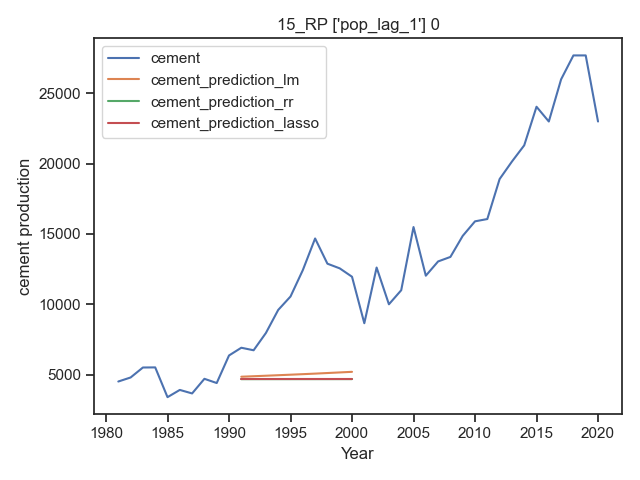 15_RP ['pop_lag_1'] 0
cement
cement_prediction_lm
cement_prediction_rr
cement_prediction_lasso
cement production
25000
20000
15000
10000
5000
1980 1985 1990 1995 2000 2005 2010 2015 2020
Year